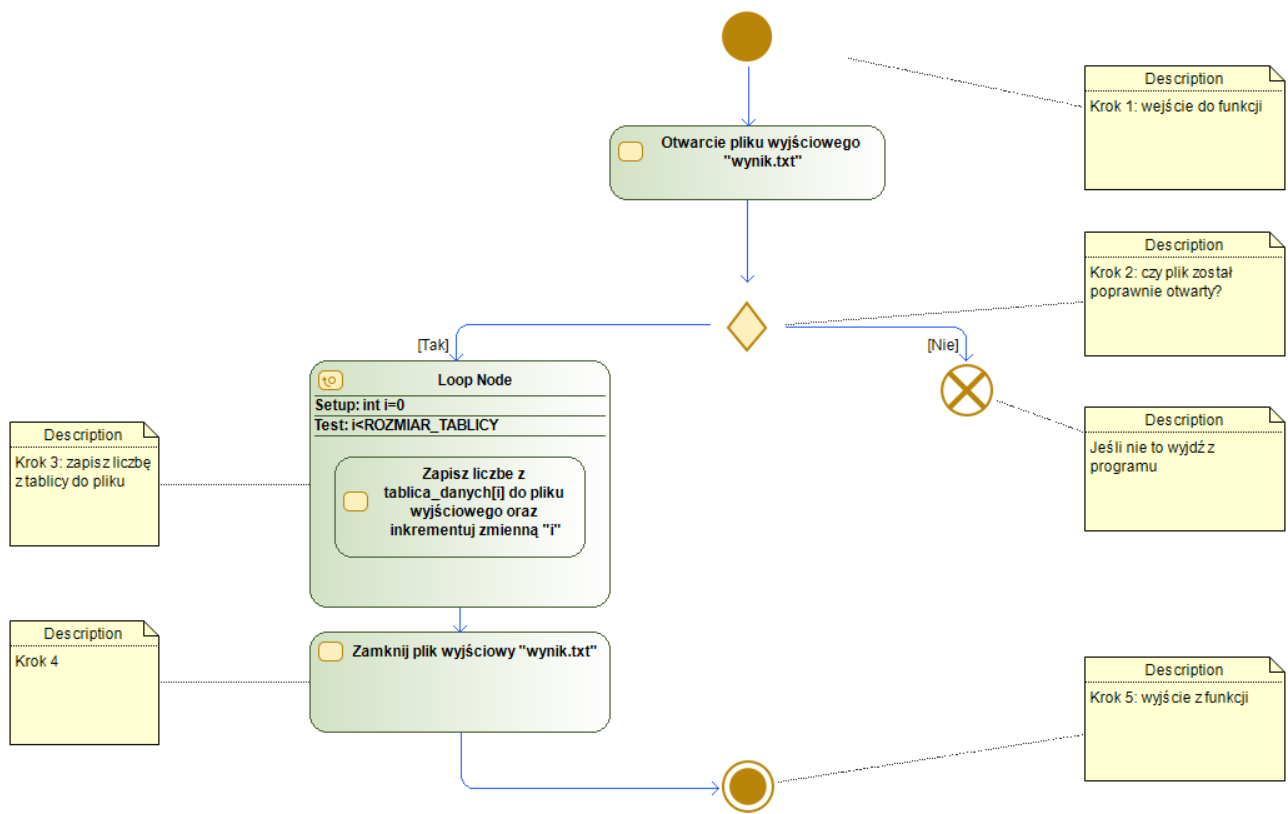 Description
Krok 1: wejście do funkcji
Otwarcie pliku wyjściowego
"wynik.txt"
Description
Krok 2: czy plik został
poprawnie otwarty?
[Tak]
[Nie]
Loop Node
Setup: int i=0
Test: i<ROZMIAR_TABLICY
Zapisz liczbe z
tablica_danych[i] do pliku
wyjściowego oraz
inkrementuj zmienną "i"
Description
Jeśli nie to wyjdź z
programu
Description
Krok 3: zapisz liczbę
z tablicy do pliku
Description
Krok 4
Zamknij plik wyjściowy "wynik.txt"
Description
Krok 5: wyjście z funkcji